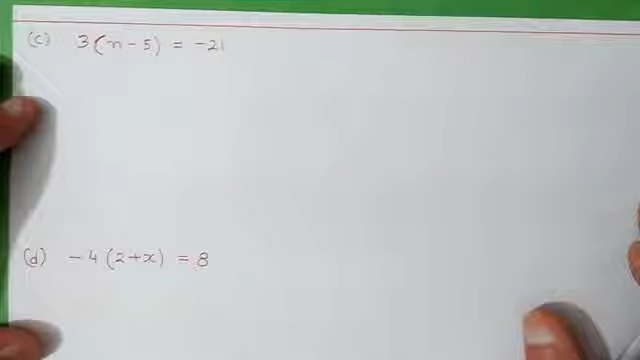 (c) 3(n-5) = -21
(d) -4(2+x) = 8